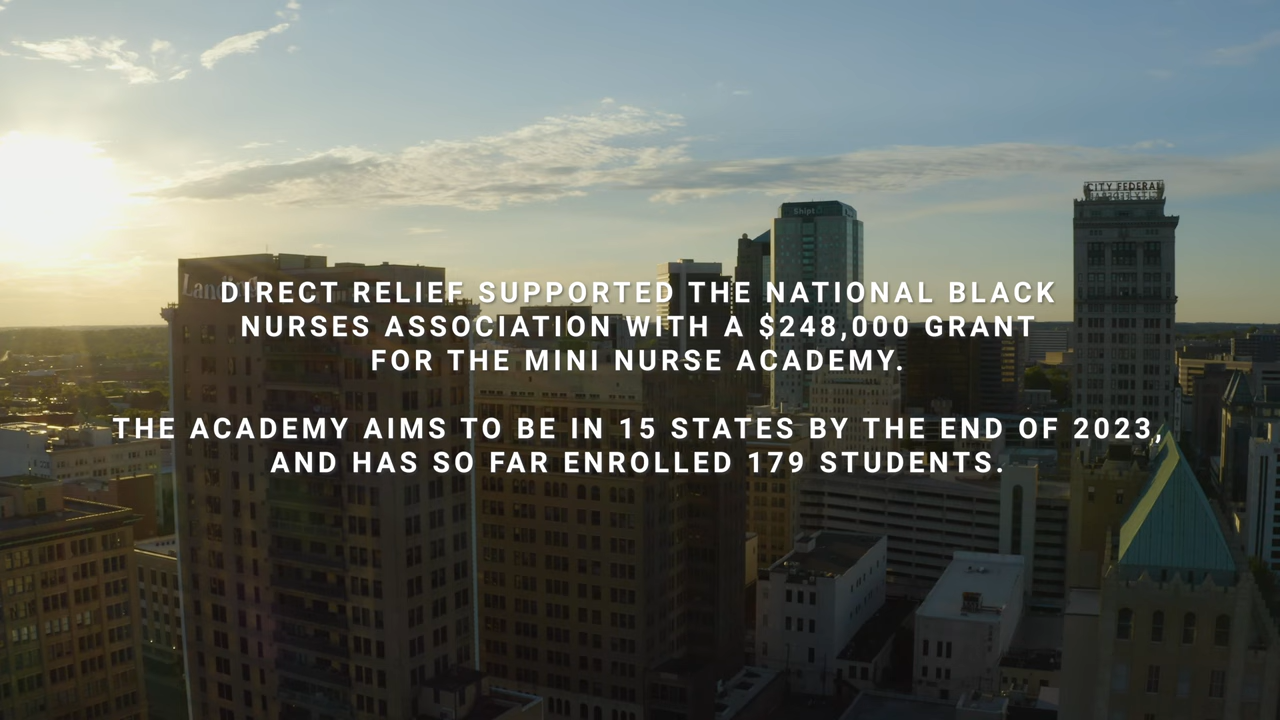 CITY FEDERAL
Shipt
DIRECT RELIEF SUPPORTED THE NATIONAL BLACK
NURSES ASSOCIATION WITH A $248,000 GRANT
FOR THE MINI NURSE ACADEMY.
THE ACADEMY AIMS TO BE IN 15 STATES BY THE END OF 2023,
AND HAS SO FAR ENROLLED 179 STUDENTS.